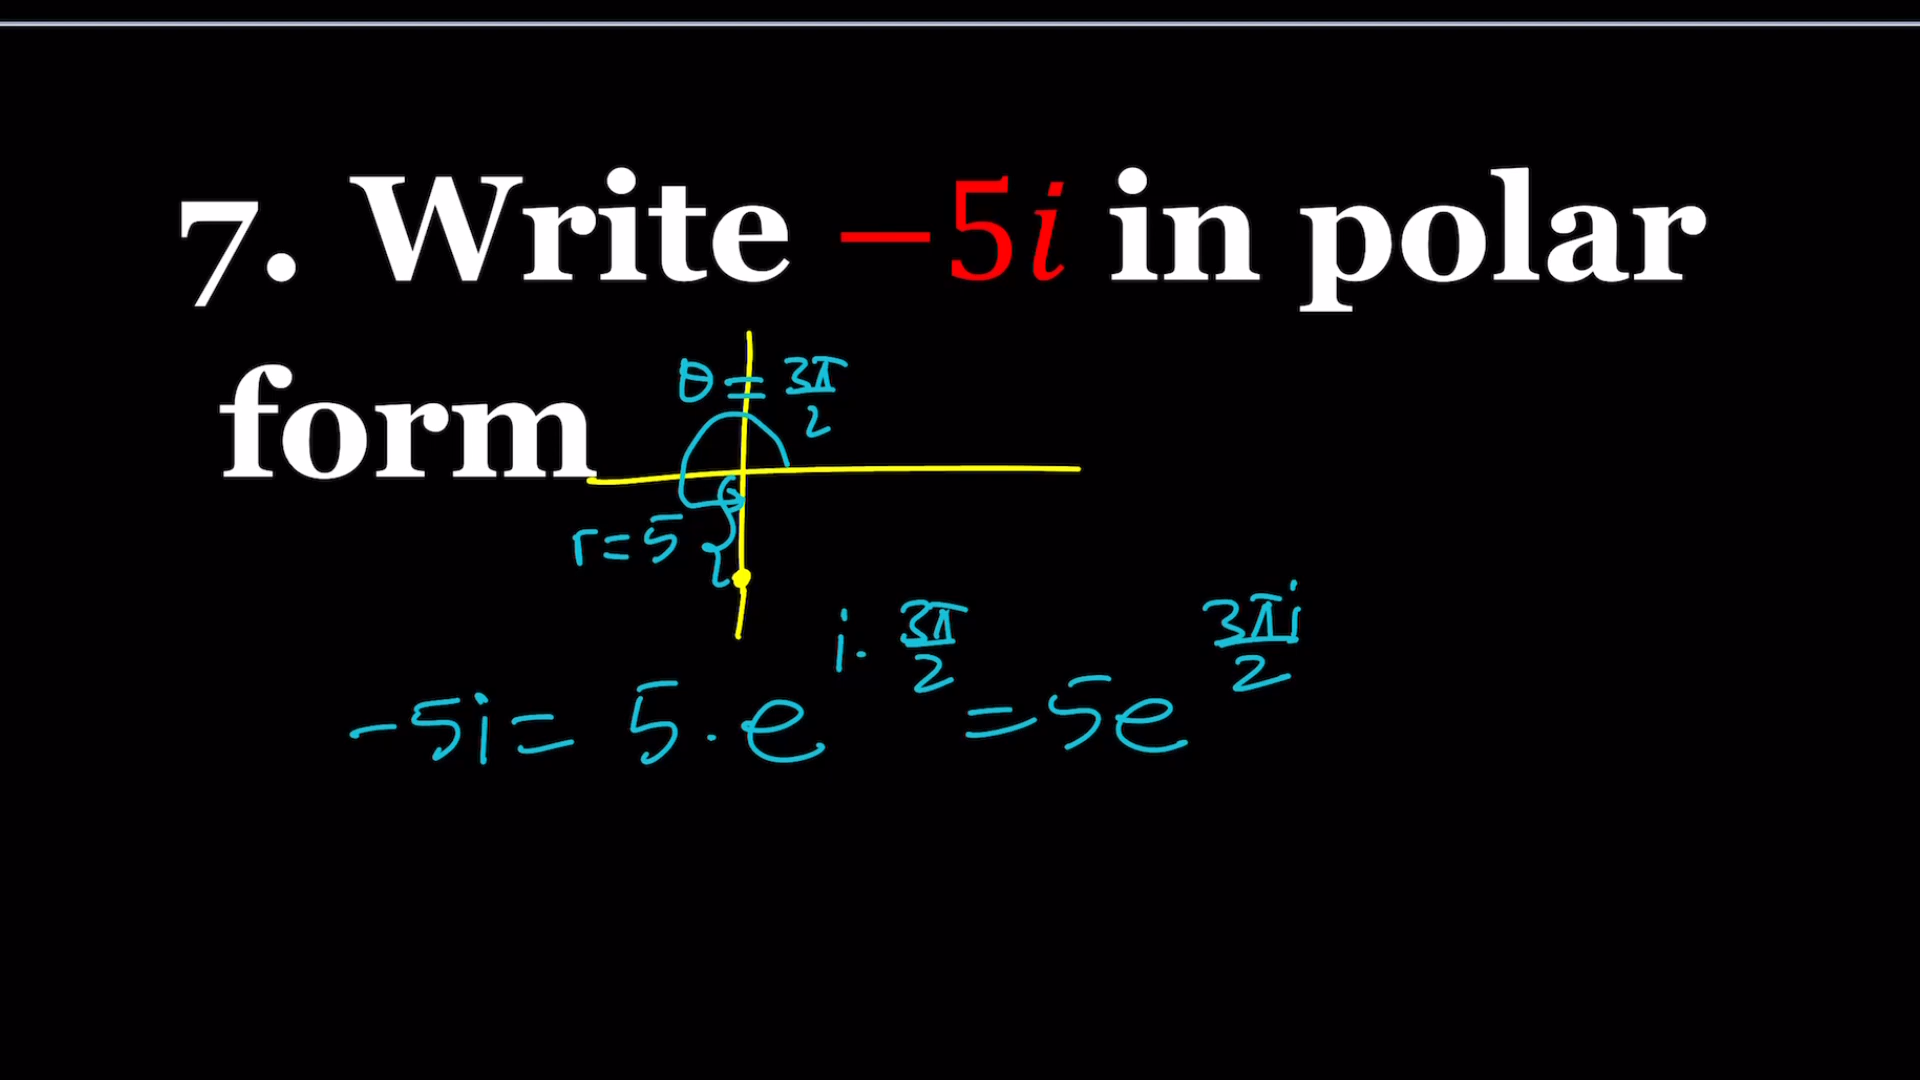 7. Write −5i in polar
form
θ = 3π/2
r = 5
-5i = 5 · e^(i · 3π/2) = 5e^(3πi/2)